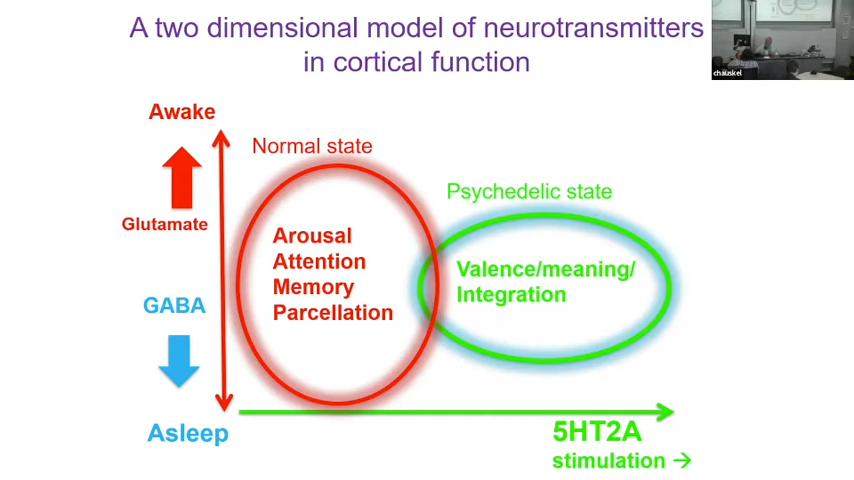 A two dimensional model of neurotransmitters
in cortical function
chauskel
Awake
Normal state
Psychedelic state
Glutamate
Arousal
Attention
Memory
Parcellation
Valence/meaning/
Integration
GABA
Asleep
5HT2A
stimulation →